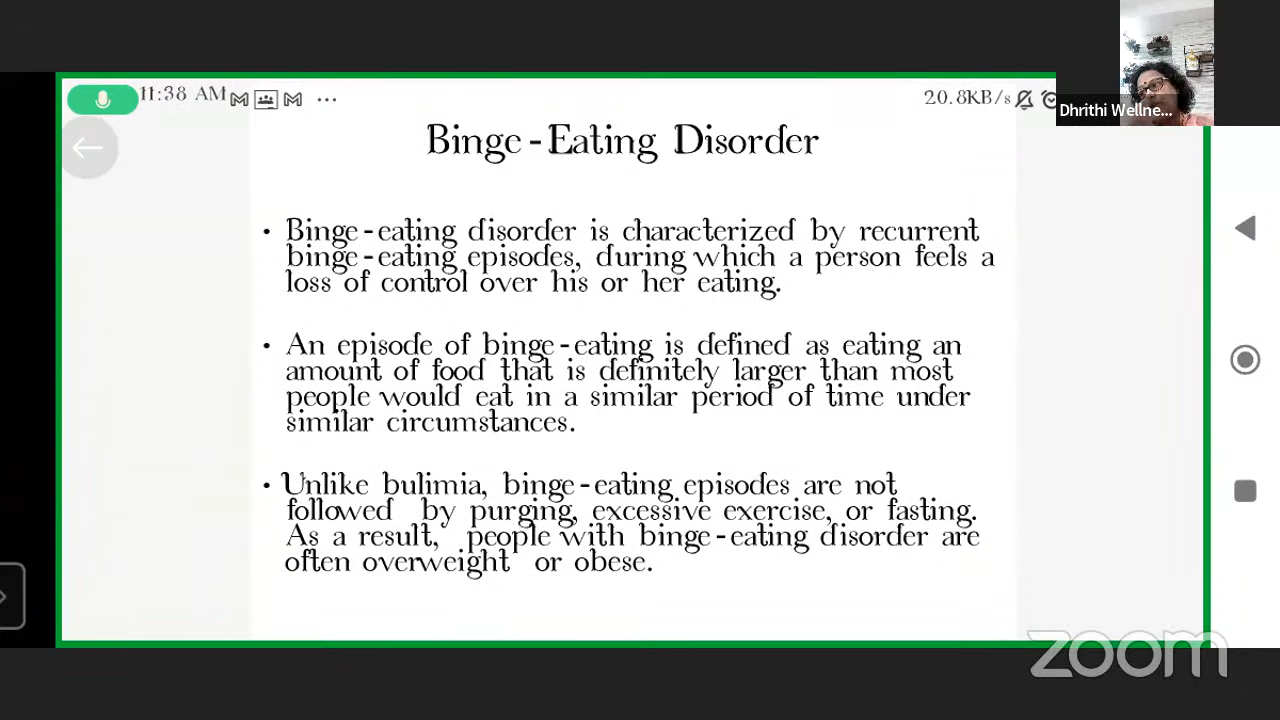 11:38 AM
20.8KB/s
Dhrithi Wellne...
Binge-Eating Disorder
• Binge-eating disorder is characterized by recurrent
binge-eating episodes, during which a person feels a
loss of control over his or her eating.
• An episode of binge-eating is defined as eating an
amount of food that is definitely larger than most
people would eat in a similar period of time under
similar circumstances.
• Unlike bulimia, binge-eating episodes are not
followed by purging, excessive exercise, or fasting.
As a result, people with binge-eating disorder are
often overweight or obese.
zoom